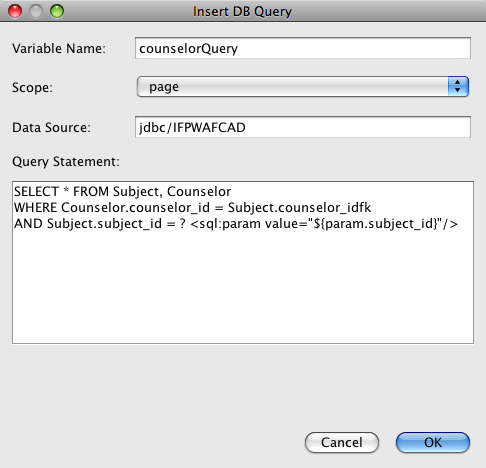 Insert DB Query
Variable Name: counselorQuery
Scope: page
Data Source: jdbc/IFPWAFCAD
Query Statement:
SELECT * FROM Subject, Counselor
WHERE Counselor.counselor_id = Subject.counselor_idfk
AND Subject.subject_id = ? <sql:param value="${param.subject_id}"/>
Cancel OK